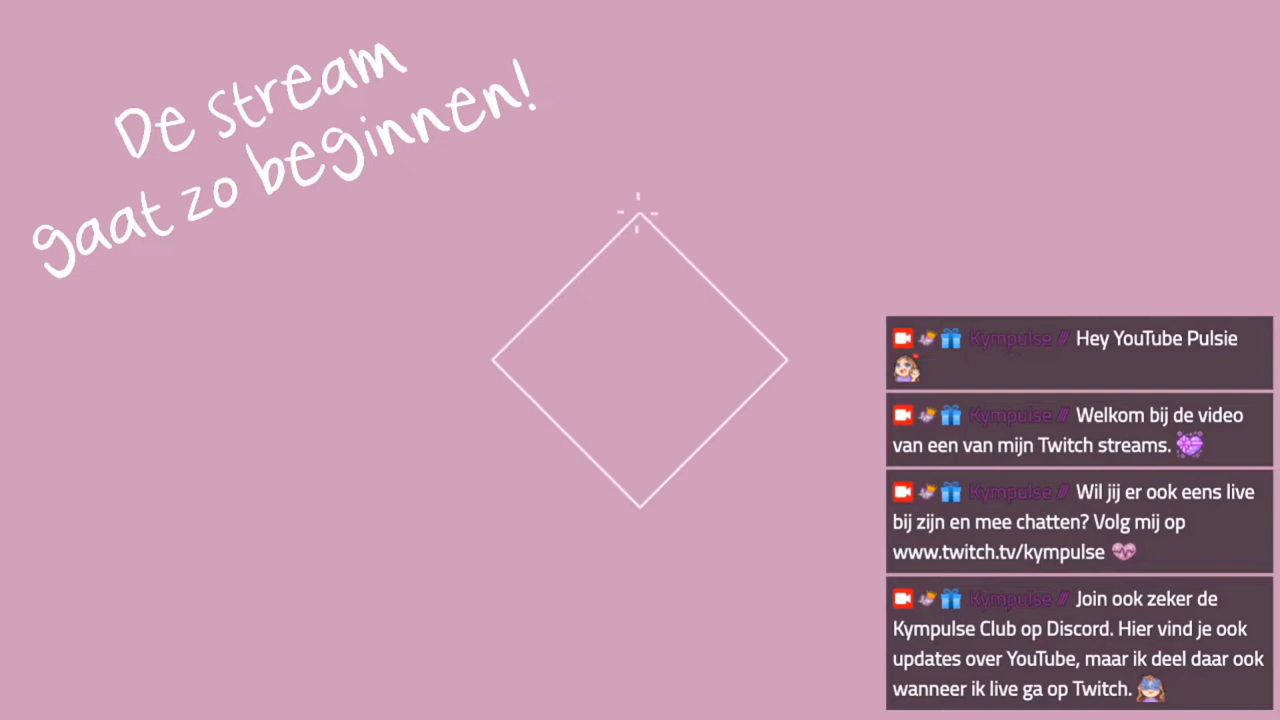 De stream
gaat zo beginnen!
Kympulse // Hey YouTube Pulsie
Kympulse // Welkom bij de video
van een van mijn Twitch streams.
Kympulse // Wil jij er ook eens live
bij zijn en mee chatten? Volg mij op
www.twitch.tv/kympulse
Kympulse // Join ook zeker de
Kympulse Club op Discord. Hier vind je ook
updates over YouTube, maar ik deel daar ook
wanneer ik live ga op Twitch.